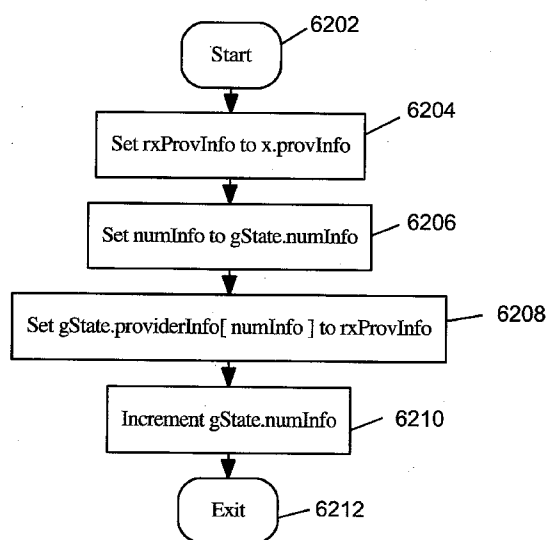 6202
Start
6204
Set rxProvInfo to x.provInfo
6206
Set numInfo to gState.numInfo
6208
Set gState.providerInfo[ numInfo ] to rxProvInfo
Increment gState.numInfo
6210
Exit
6212